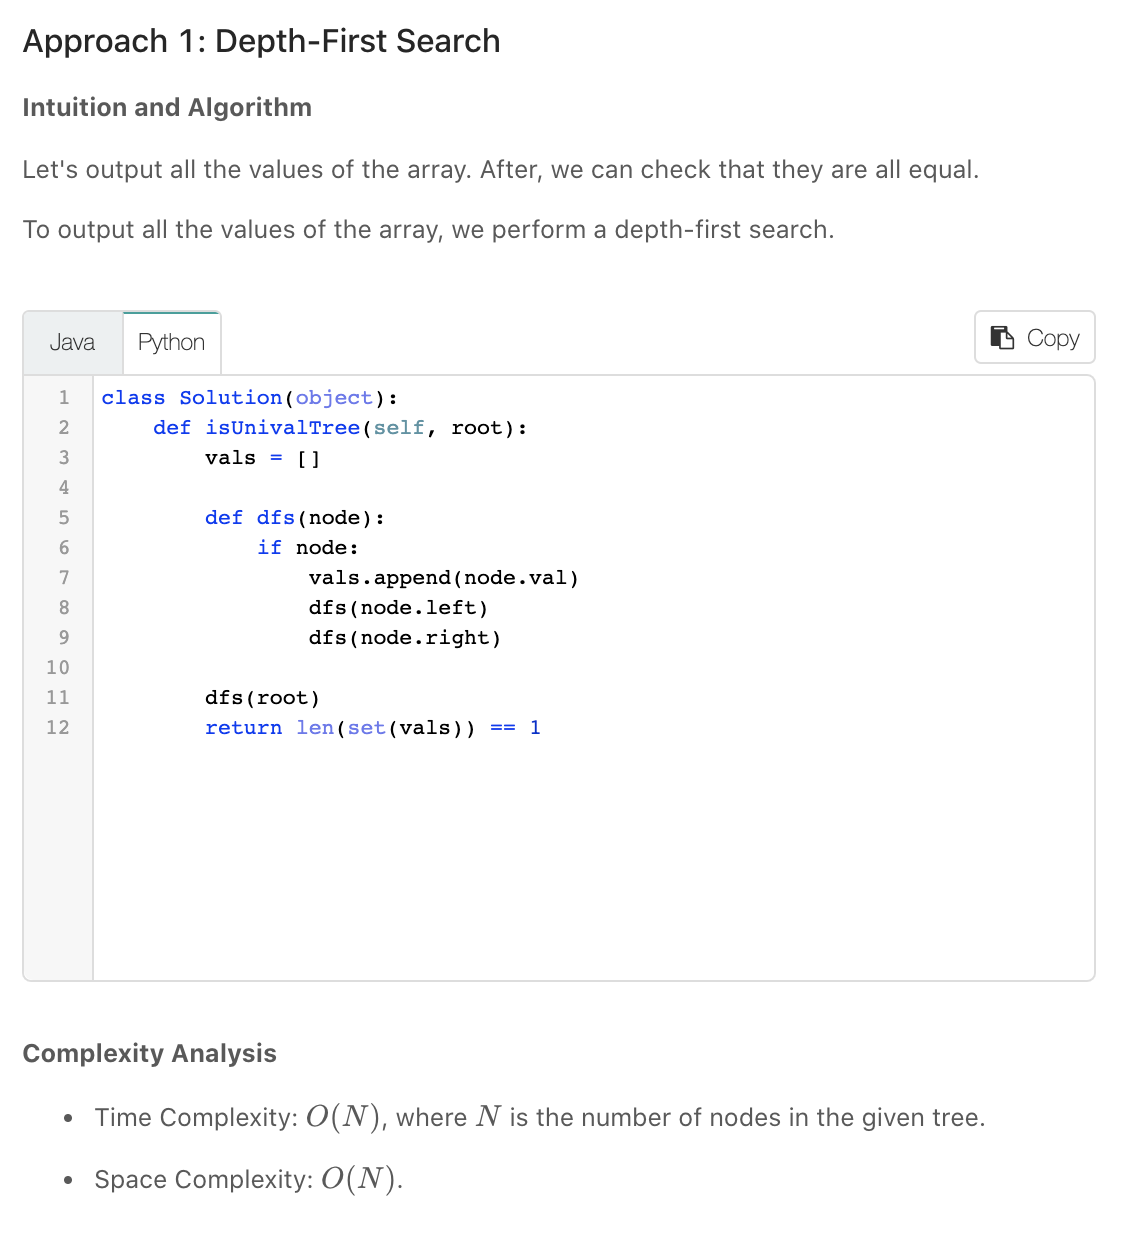 Approach 1: Depth-First Search
Intuition and Algorithm
Let's output all the values of the array. After, we can check that they are all equal.
To output all the values of the array, we perform a depth-first search.
Java Python Copy
1 class Solution(object):
2     def isUnivalTree(self, root):
3         vals = []
4
5         def dfs(node):
6             if node:
7                 vals.append(node.val)
8                 dfs(node.left)
9                 dfs(node.right)
10
11         dfs(root)
12         return len(set(vals)) == 1
Complexity Analysis
• Time Complexity: O(N), where N is the number of nodes in the given tree.
• Space Complexity: O(N).